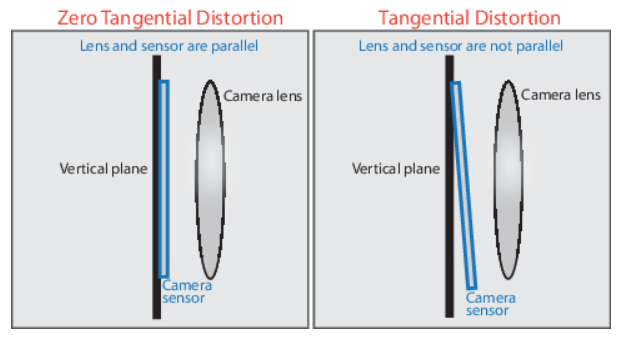 Zero Tangential Distortion
Lens and sensor are parallel
Camera lens
Vertical plane
Camera
sensor
Tangential Distortion
Lens and sensor are not parallel
Camera lens
Vertical plane
Camera
sensor